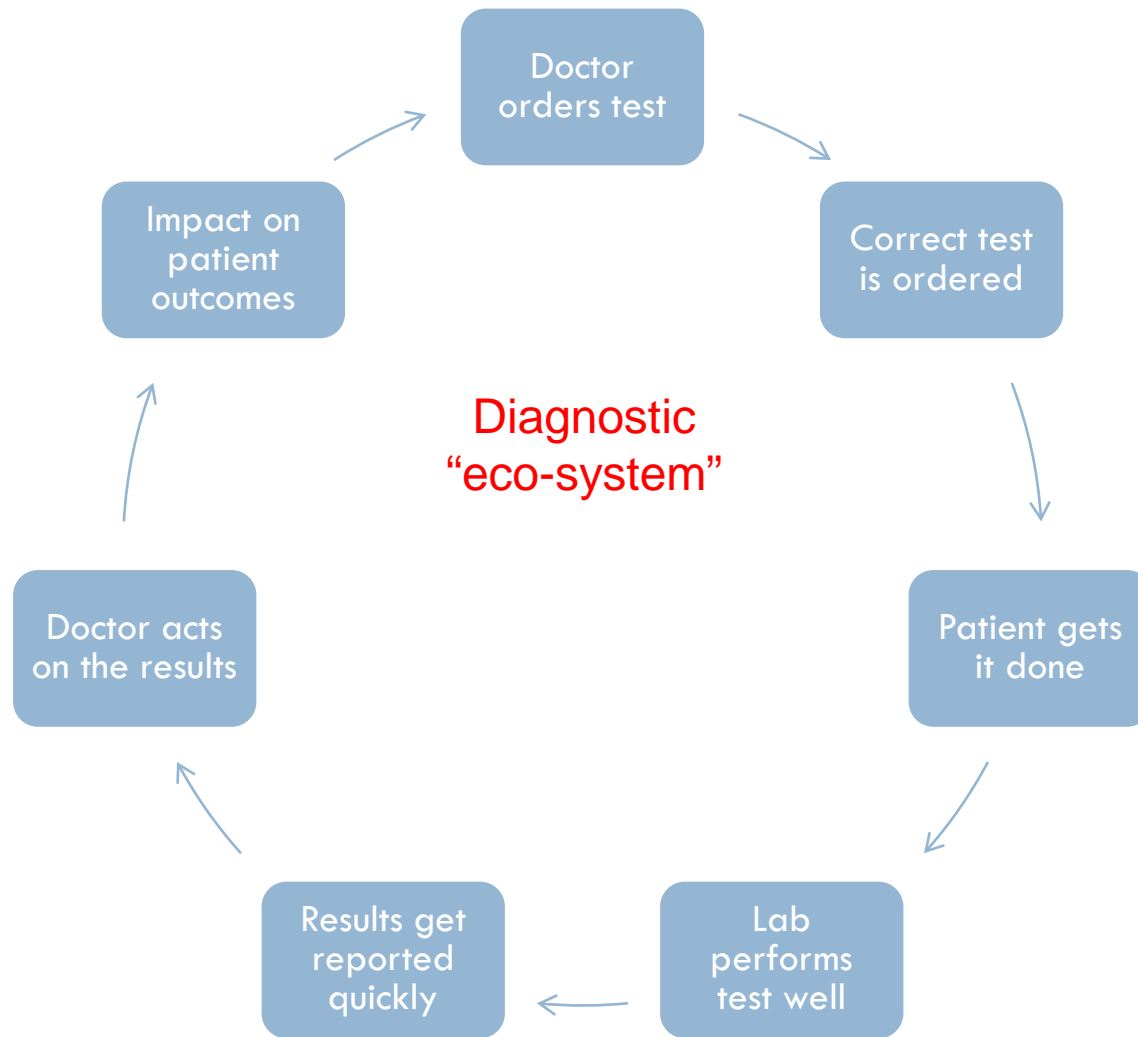 Doctor
orders test
Correct test
is ordered
Patient gets
it done
Lab
performs
test well
Results get
reported
quickly
Doctor acts
on the results
Impact on
patient
outcomes
Diagnostic
“eco-system”